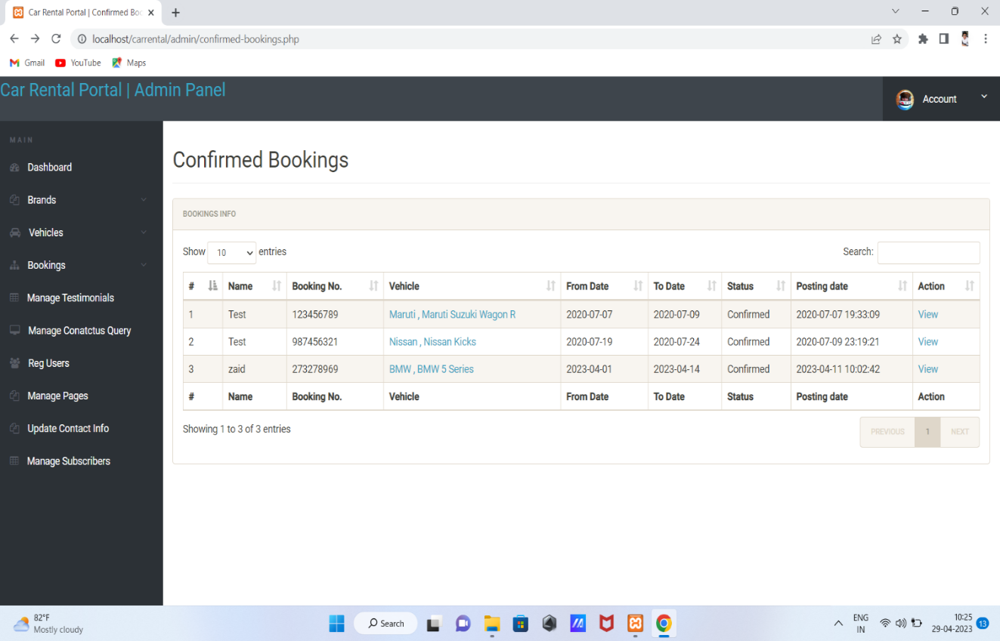 Car Rental Portal | Confirmed Boo
localhost/carrental/admin/confirmed-bookings.php
Gmail YouTube Maps
Car Rental Portal | Admin Panel
Account
MAIN
Dashboard
Brands
Vehicles
Bookings
Manage Testimonials
Manage Conatctus Query
Reg Users
Manage Pages
Update Contact Info
Manage Subscribers
Confirmed Bookings
BOOKINGS INFO
Show 10 entries Search:
# Name Booking No. Vehicle From Date To Date Status Posting date Action
1 Test 123456789 Maruti , Maruti Suzuki Wagon R 2020-07-07 2020-07-09 Confirmed 2020-07-07 19:33:09 View
2 Test 987456321 Nissan , Nissan Kicks 2020-07-19 2020-07-24 Confirmed 2020-07-09 23:19:21 View
3 zaid 273278969 BMW , BMW 5 Series 2023-04-01 2023-04-14 Confirmed 2023-04-11 10:02:42 View
# Name Booking No. Vehicle From Date To Date Status Posting date Action
Showing 1 to 3 of 3 entries PREVIOUS 1 NEXT
82°F
Mostly cloudy
Search
ENG
IN
10:25
29-04-2023
13